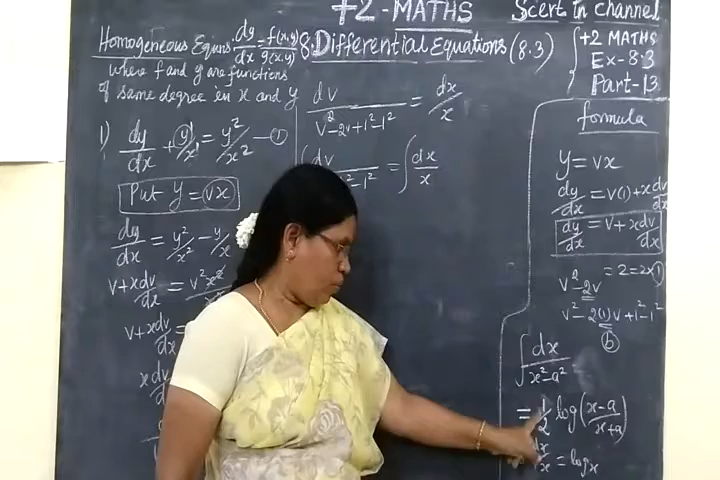 +2 - MATHS
Scert in channel
8. Differential Equations (8.3)
+2 MATHS
Ex-8.3
Part-13
Homogeneous Equns. dy/dx = f(x,y)/g(x,y)
where f and g are functions
of same degree in x and y
1) dy/dx + y/x = y²/x² — ①
Put y = vx
dy/dx = y²/x² - y/x
v + x dv/dx = v²x²
v + x dv/dx =
x dv
dv / v² - 2v + 1² - 1² = dx/x
∫ dv / ² - 1² = ∫ dx/x
formula
y = vx
dy/dx = v(1) + x dv/dx
dy/dx = v + x dv/dx
v² - 2v = 2 = 2x①
v² - 2(1)v + 1² - 1²
b
∫ dx / x² - a² =
= 1/2 log(x-a / x+a)
dx/x = log x